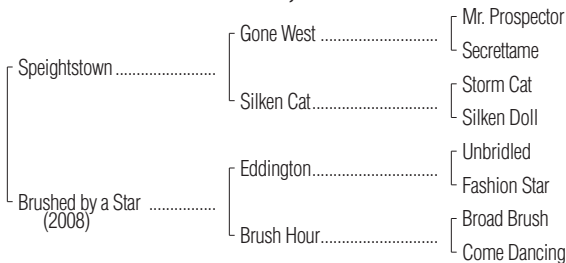 Mr. Prospector
Gone West ..........................
Secrettame
Speightstown ......................
Storm Cat
Silken Cat............................
Silken Doll
Unbridled
Eddington............................
Fashion Star
Brushed by a Star ...............
(2008)
Broad Brush
Brush Hour..........................
Come Dancing